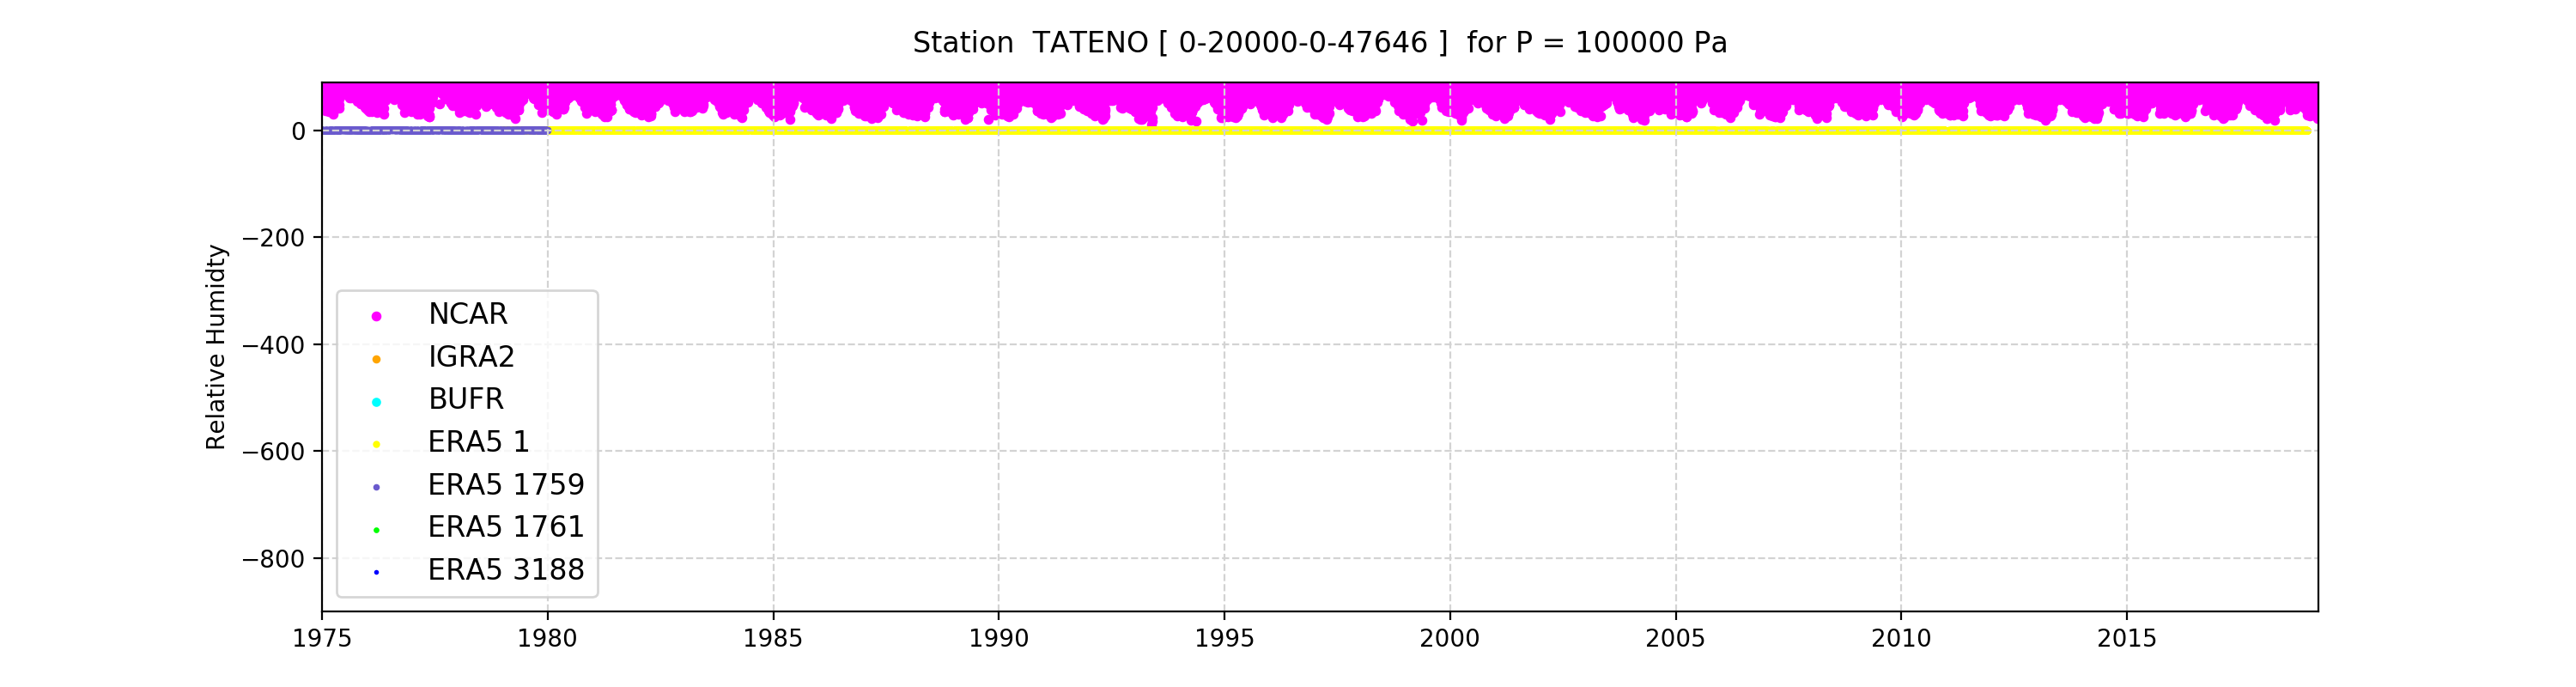 Station  TATENO [ 0-20000-0-47646 ]  for P = 100000 Pa
Relative Humidty
0
−200
−400
−600
−800
NCAR
IGRA2
BUFR
ERA5 1
ERA5 1759
ERA5 1761
ERA5 3188
1975 1980 1985 1990 1995 2000 2005 2010 2015